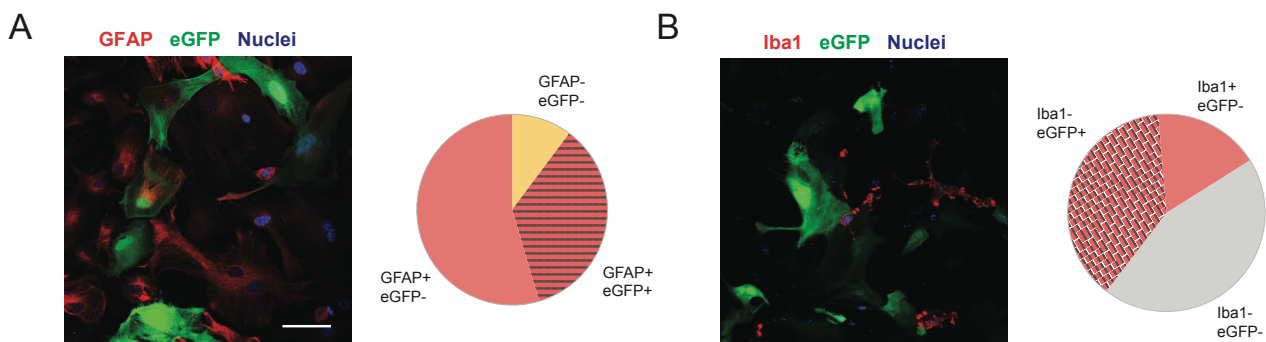 A
GFAP eGFP Nuclei
GFAP-
eGFP-
GFAP+
eGFP-
GFAP+
eGFP+
B
Iba1 eGFP Nuclei
Iba1+
eGFP-
Iba1-
eGFP+
Iba1-
eGFP-